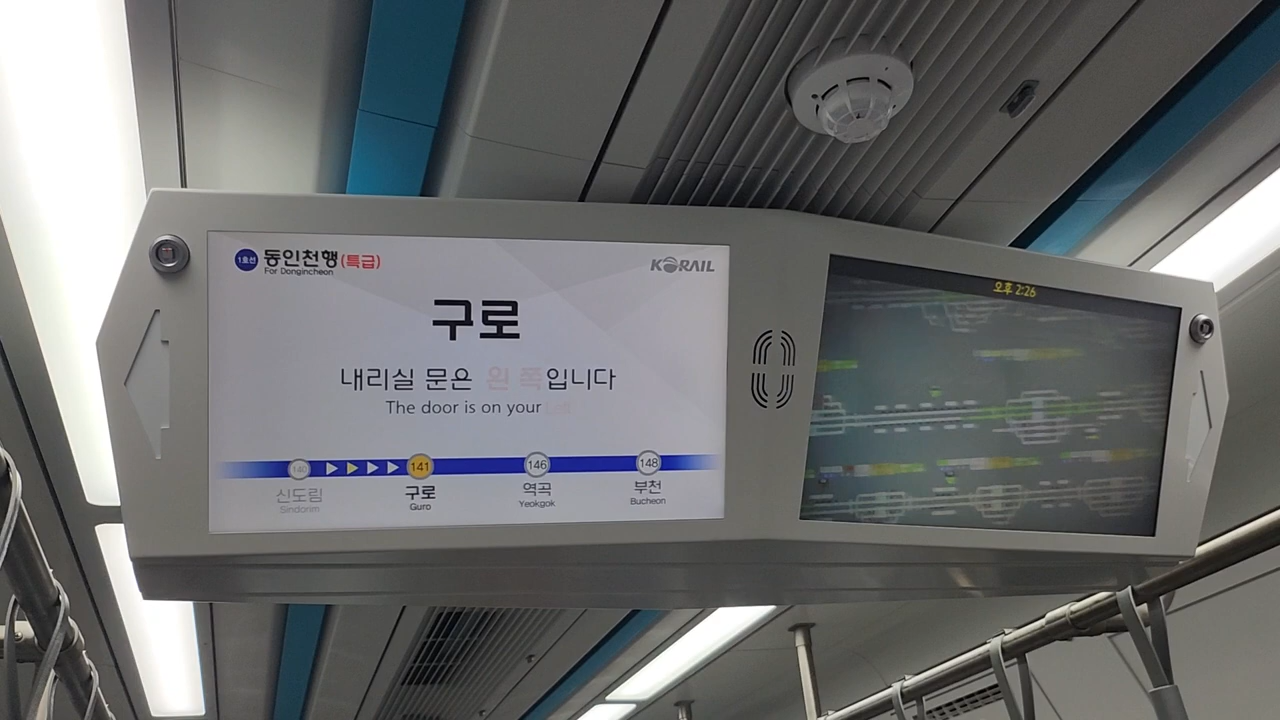 1호선 동인천행(특급)
For Dongincheon
KORAIL
구로
내리실 문은 왼 쪽입니다
The door is on your Left
140 141 146 148
신도림 구로 역곡 부천
Sindorim Guro Yeokgok Bucheon
오후 2:26